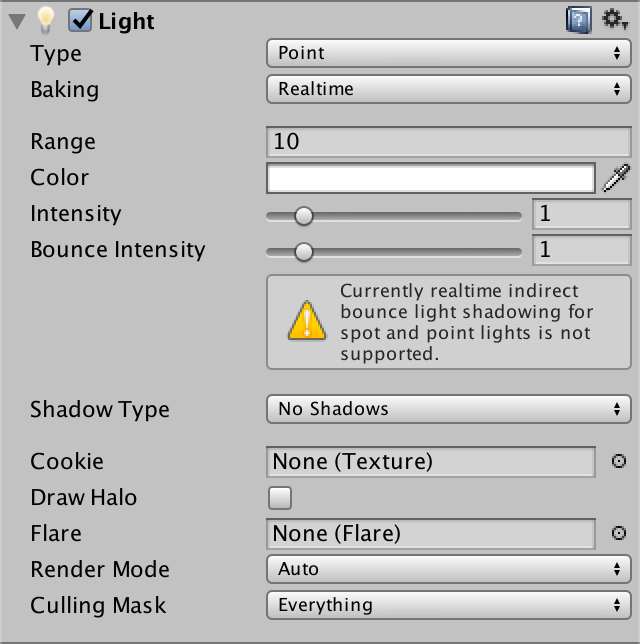 Light
Type Point
Baking Realtime
Range 10
Color
Intensity 1
Bounce Intensity 1
Currently realtime indirect
bounce light shadowing for
spot and point lights is not
supported.
Shadow Type No Shadows
Cookie None (Texture)
Draw Halo
Flare None (Flare)
Render Mode Auto
Culling Mask Everything